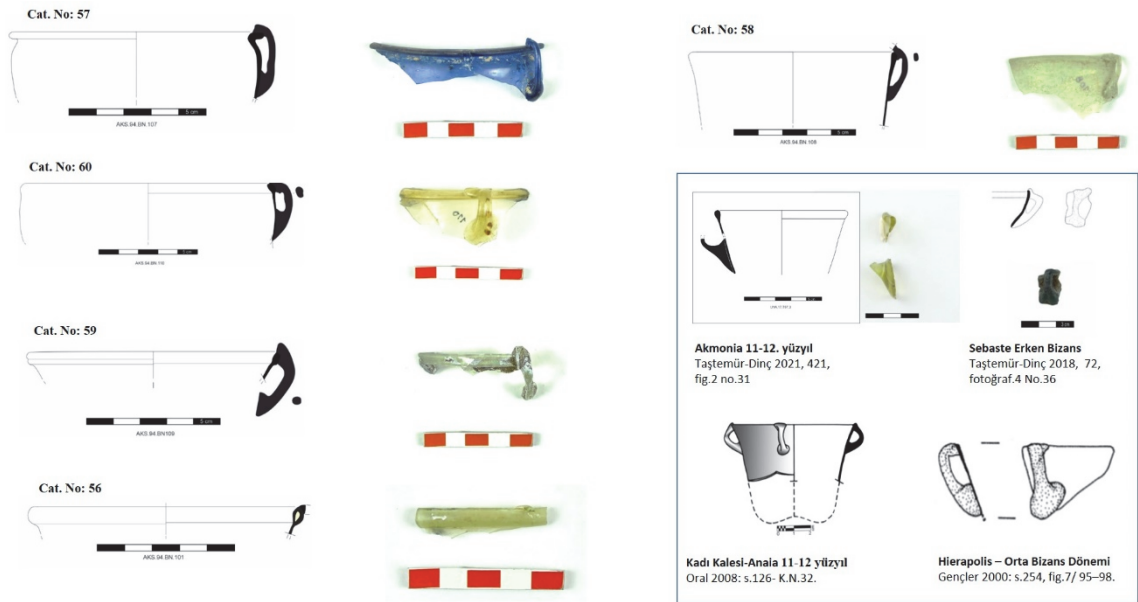 Cat. No: 57
5 cm
AKS.94.BN.107
Cat. No: 60
AKS.94.BN.110
Cat. No: 59
5 cm
AKS.94.BN109
Cat. No: 56
AKS.94.BN.101
Cat. No: 58
5 cm
AKS.94.BN.108
Akmonia 11-12. yüzyıl
Taştemür-Dinç 2021, 421,
fig.2 no.31
Sebaste Erken Bizans
Taştemür-Dinç 2018, 72,
fotoğraf.4 No.36
Kadı Kalesi-Anaia 11-12 yüzyıl
Oral 2008: s.126- K.N.32.
Hierapolis – Orta Bizans Dönemi
Gençler 2000: s.254, fig.7/ 95–98.